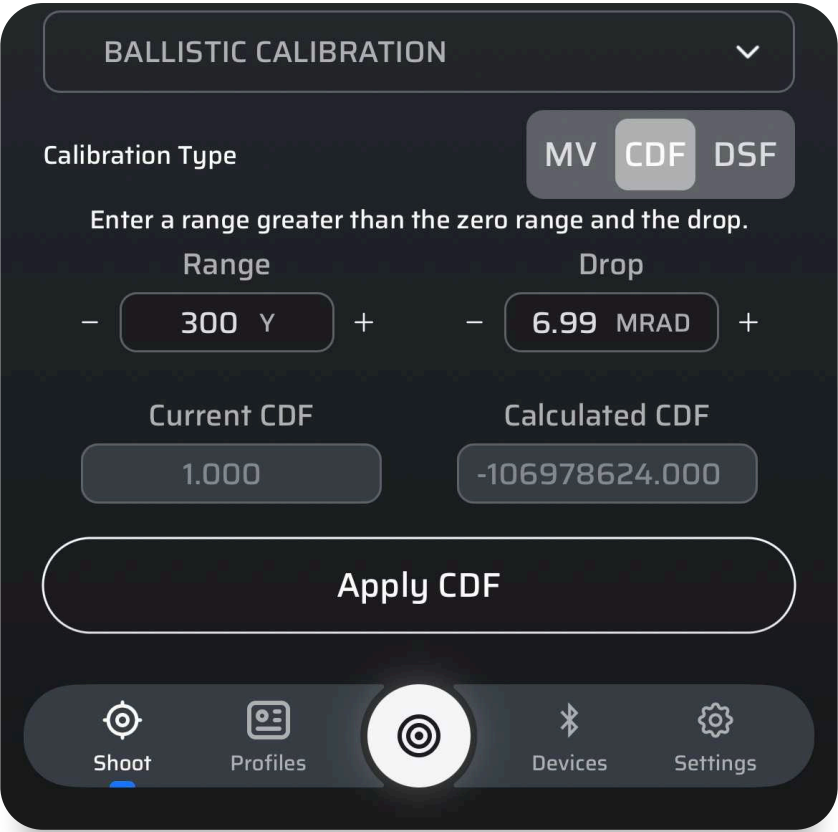 BALLISTIC CALIBRATION
Calibration Type
MV CDF DSF
Enter a range greater than the zero range and the drop.
Range Drop
− 300 Y + − 6.99 MRAD +
Current CDF Calculated CDF
1.000 -106978624.000
Apply CDF
Shoot Profiles Devices Settings